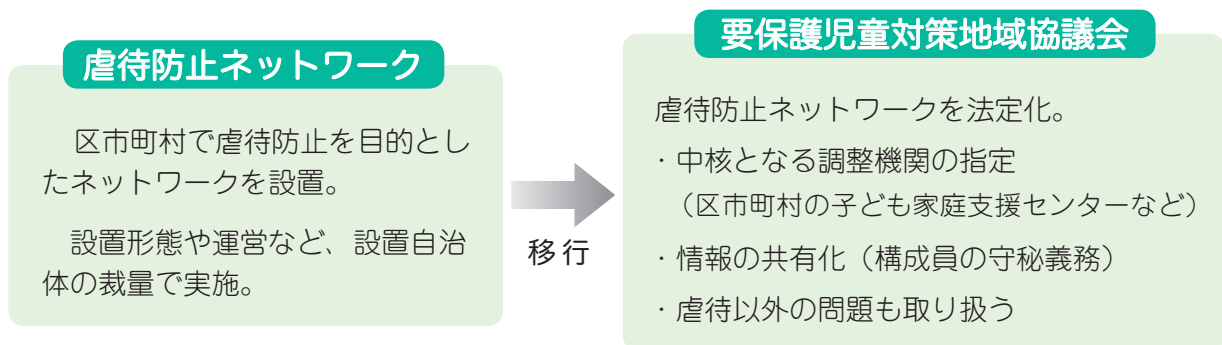 虐待防止ネットワーク
区市町村で虐待防止を目的とし
たネットワークを設置。
設置形態や運営など、設置自治
体の裁量で実施。
移行
要保護児童対策地域協議会
虐待防止ネットワークを法定化。
・中核となる調整機関の指定
（区市町村の子ども家庭支援センターなど）
・情報の共有化（構成員の守秘義務）
・虐待以外の問題も取り扱う